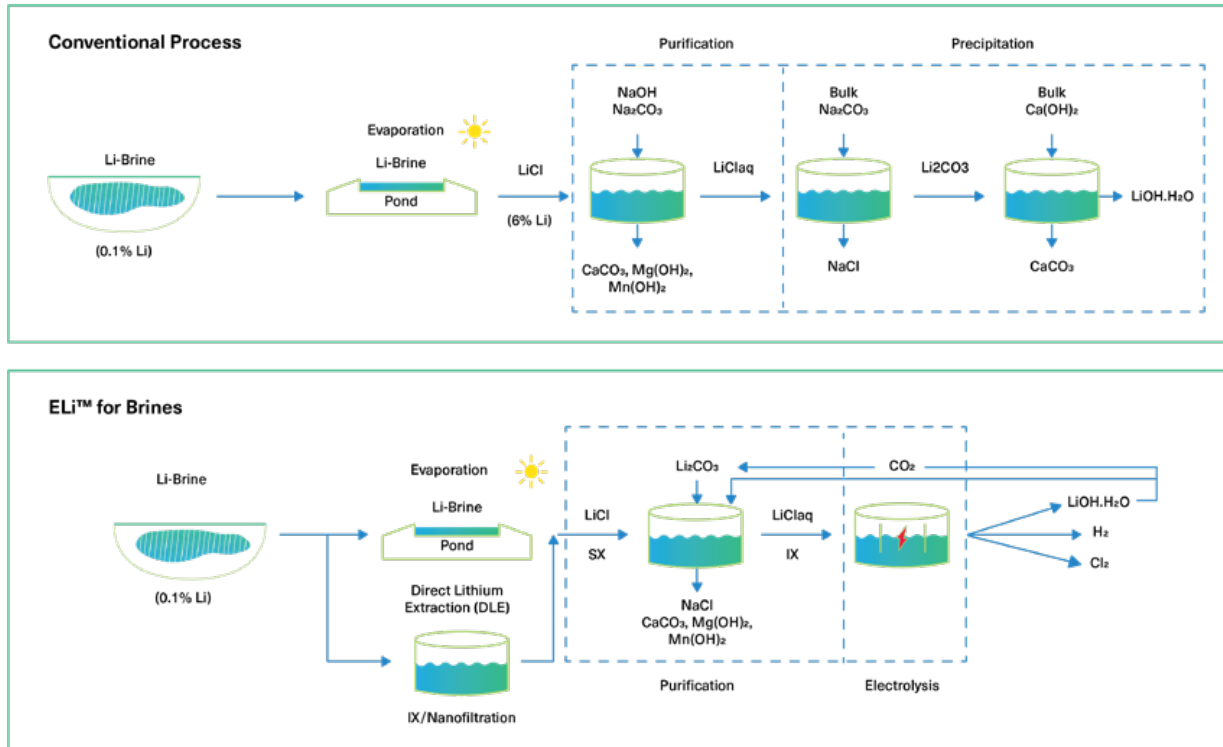 Conventional Process
Purification
Precipitation
NaOH
Na₂CO₃
Bulk
Na₂CO₃
Bulk
Ca(OH)₂
Evaporation
Li-Brine
Li-Brine
LiCl
LiClaq
Li2CO3
Pond
(6% Li)
LiOH.H₂O
(0.1% Li)
CaCO₃, Mg(OH)₂,
Mn(OH)₂
NaCl
CaCO₃
ELi™ for Brines
Evaporation
Li₂CO₃
CO₂
Li-Brine
Li-Brine
LiCl
LiClaq
LiOH.H₂O
Pond
SX
IX
H₂
Cl₂
(0.1% Li)
Direct Lithium
Extraction (DLE)
NaCl
CaCO₃, Mg(OH)₂,
Mn(OH)₂
Purification
Electrolysis
IX/Nanofiltration